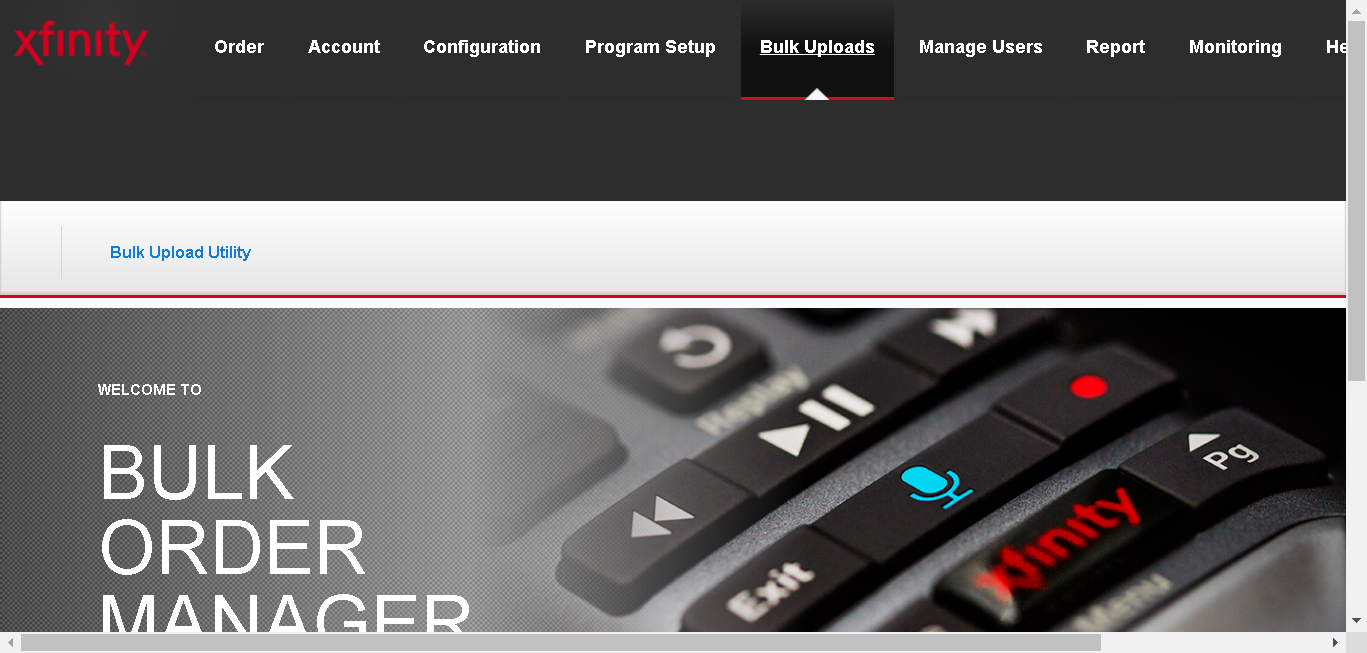 xfinity
Order Account Configuration Program Setup Bulk Uploads Manage Users Report Monitoring He
Bulk Upload Utility
WELCOME TO
BULK
ORDER
MANAGER
Replay
Pg
xfinity
Exit
Menu